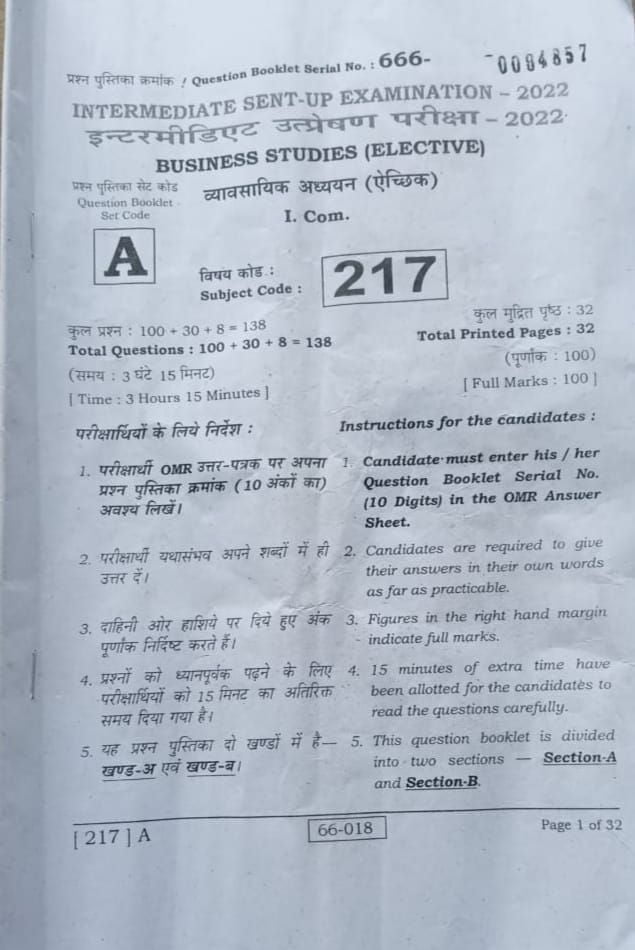 प्रश्न पुस्तिका क्रमांक / Question Booklet Serial No. : 666- 0094857
INTERMEDIATE SENT-UP EXAMINATION – 2022
इन्टरमीडिएट उत्प्रेषण परीक्षा – 2022
BUSINESS STUDIES (ELECTIVE)
व्यावसायिक अध्ययन (ऐच्छिक)
प्रश्न पुस्तिका सेट कोड
Question Booklet
Set Code
I. Com.
A
विषय कोड :
Subject Code :
217
कुल प्रश्न : 100 + 30 + 8 = 138
Total Questions : 100 + 30 + 8 = 138
(समय : 3 घंटे 15 मिनट)
[ Time : 3 Hours 15 Minutes ]
कुल मुद्रित पृष्ठ : 32
Total Printed Pages : 32
(पूर्णांक : 100)
[ Full Marks : 100 ]
परीक्षार्थियों के लिये निर्देश :
1. परीक्षार्थी OMR उत्तर-पत्रक पर अपना
प्रश्न पुस्तिका क्रमांक (10 अंकों का)
अवश्य लिखें।
2. परीक्षार्थी यथासंभव अपने शब्दों में ही
उत्तर दें।
3. दाहिनी ओर हाशिये पर दिये हुए अंक
पूर्णांक निर्दिष्ट करते हैं।
4. प्रश्नों को ध्यानपूर्वक पढ़ने के लिए
परीक्षार्थियों को 15 मिनट का अतिरिक्त
समय दिया गया है।
5. यह प्रश्न पुस्तिका दो खण्डों में है—
खण्ड-अ एवं खण्ड-ब।
Instructions for the candidates :
1. Candidate must enter his / her
Question Booklet Serial No.
(10 Digits) in the OMR Answer
Sheet.
2. Candidates are required to give
their answers in their own words
as far as practicable.
3. Figures in the right hand margin
indicate full marks.
4. 15 minutes of extra time have
been allotted for the candidates to
read the questions carefully.
5. This question booklet is divided
into two sections — Section-A
and Section-B.
[ 217 ] A
66-018
Page 1 of 32